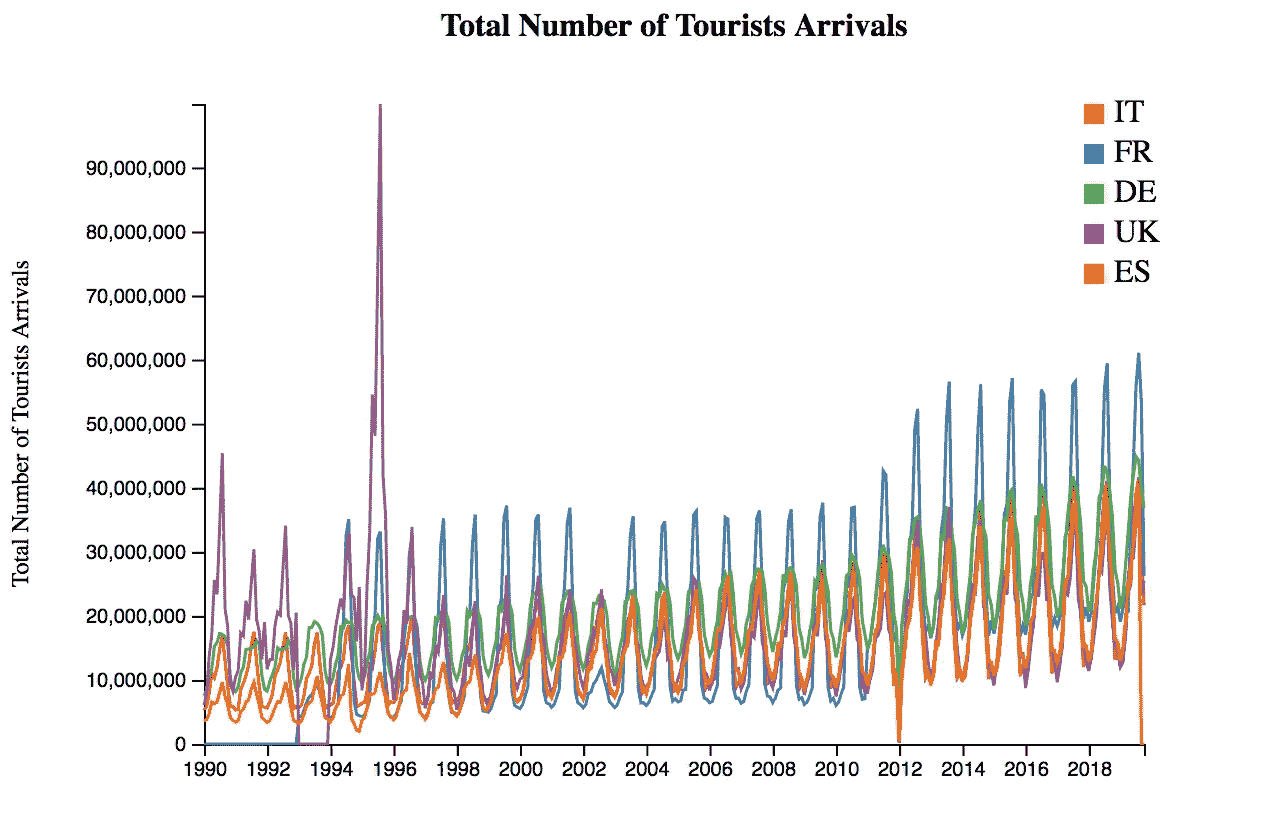 Total Number of Tourists Arrivals
IT
FR
DE
UK
ES
Total Number of Tourists Arrivals
90,000,000
80,000,000
70,000,000
60,000,000
50,000,000
40,000,000
30,000,000
20,000,000
10,000,000
0
1990 1992 1994 1996 1998 2000 2002 2004 2006 2008 2010 2012 2014 2016 2018